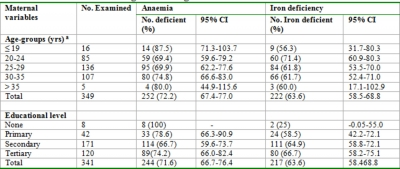 Maternal variables No. Examined Anaemia Iron deficiency
No. deficient (%) 95% CI No. Iron deficient (%) 95% CI
Age-groups (yrs) a
≤ 19 16 14 (87.5) 71.3-103.7 9 (56.3) 31.7-80.3
20-24 85 59 (69.4) 59.6-79.2 60 (71.4) 60.9-80.3
25-29 136 95 (69.9) 62.2-77.6 84 (61.8) 53.5-70.0
30-35 107 80 (74.8) 66.6-83.0 66 (61.7) 52.4-71.0
> 35 5 4 (80.0) 44.9-115.6 3 (60.0) 17.1-102.9
Total 349 252 (72.2) 67.4-77.0 222 (63.6) 58.5-68.8
Educational level
None 8 8 (100) - 2 (25) -0.05-55.0
Primary 42 33 (78.6) 66.3-90.9 24 (58.5) 42.2-72.1
Secondary 171 114 (66.7) 59.6-73.7 111 (64.9) 58.8-72.1
Tertiary 120 89(74.2) 66.0-82.4 80 (66.7) 58.2-75.1
Total 341 244 (71.6) 66.7-76.4 217 (63.6) 58.468.8